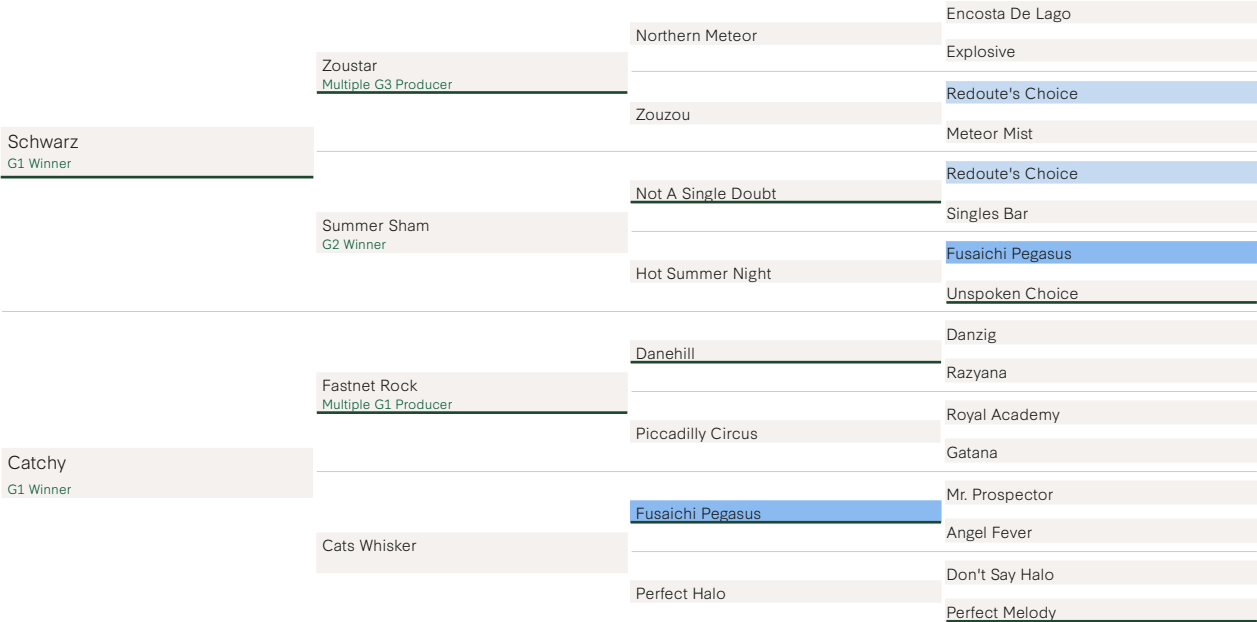 Schwarz
G1 Winner
Catchy
G1 Winner
Zoustar
Multiple G3 Producer
Summer Sham
G2 Winner
Fastnet Rock
Multiple G1 Producer
Cats Whisker
Northern Meteor
Zouzou
Not A Single Doubt
Hot Summer Night
Danehill
Piccadilly Circus
Fusaichi Pegasus
Perfect Halo
Encosta De Lago
Explosive
Redoute's Choice
Meteor Mist
Redoute's Choice
Singles Bar
Fusaichi Pegasus
Unspoken Choice
Danzig
Razyana
Royal Academy
Gatana
Mr. Prospector
Angel Fever
Don't Say Halo
Perfect Melody